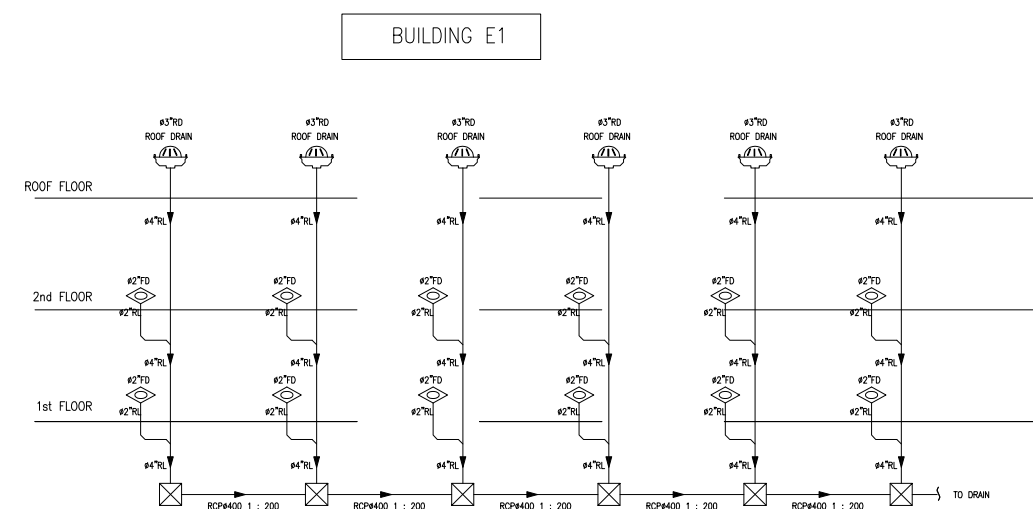 BUILDING E1
ø3"RD ø3"RD ø3"RD ø3"RD ø3"RD ø3"RD
ROOF DRAIN ROOF DRAIN ROOF DRAIN ROOF DRAIN ROOF DRAIN ROOF DRAIN
ROOF FLOOR
ø4"RL ø4"RL ø4"RL ø4"RL ø4"RL ø4"RL
ø2"FD ø2"FD ø2"FD ø2"FD ø2"FD ø2"FD
2nd FLOOR
ø2"RL ø2"RL ø2"RL ø2"RL ø2"RL ø2"RL
ø4"RL ø4"RL ø4"RL ø4"RL ø4"RL ø4"RL
ø2"FD ø2"FD ø2"FD ø2"FD ø2"FD ø2"FD
1st FLOOR
ø2"RL ø2"RL ø2"RL ø2"RL ø2"RL ø2"RL
ø4"RL ø4"RL ø4"RL ø4"RL ø4"RL ø4"RL
TO DRAIN
RCPø400 1 : 200 RCPø400 1 : 200 RCPø400 1 : 200 RCPø400 1 : 200 RCPø400 1 : 200